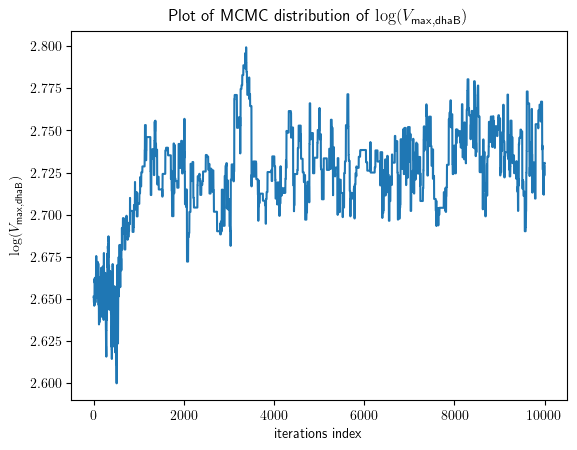 Plot of MCMC distribution of log(V_max,dhaB)
2.800
2.775
2.750
2.725
2.700
2.675
2.650
2.625
2.600
log(V_max,dhaB)
0 2000 4000 6000 8000 10000
iterations index